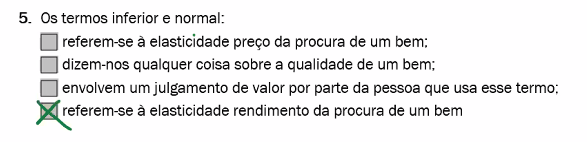 5. Os termos inferior e normal:
referem-se à elasticidade preço da procura de um bem;
dizem-nos qualquer coisa sobre a qualidade de um bem;
envolvem um julgamento de valor por parte da pessoa que usa esse termo;
referem-se à elasticidade rendimento da procura de um bem